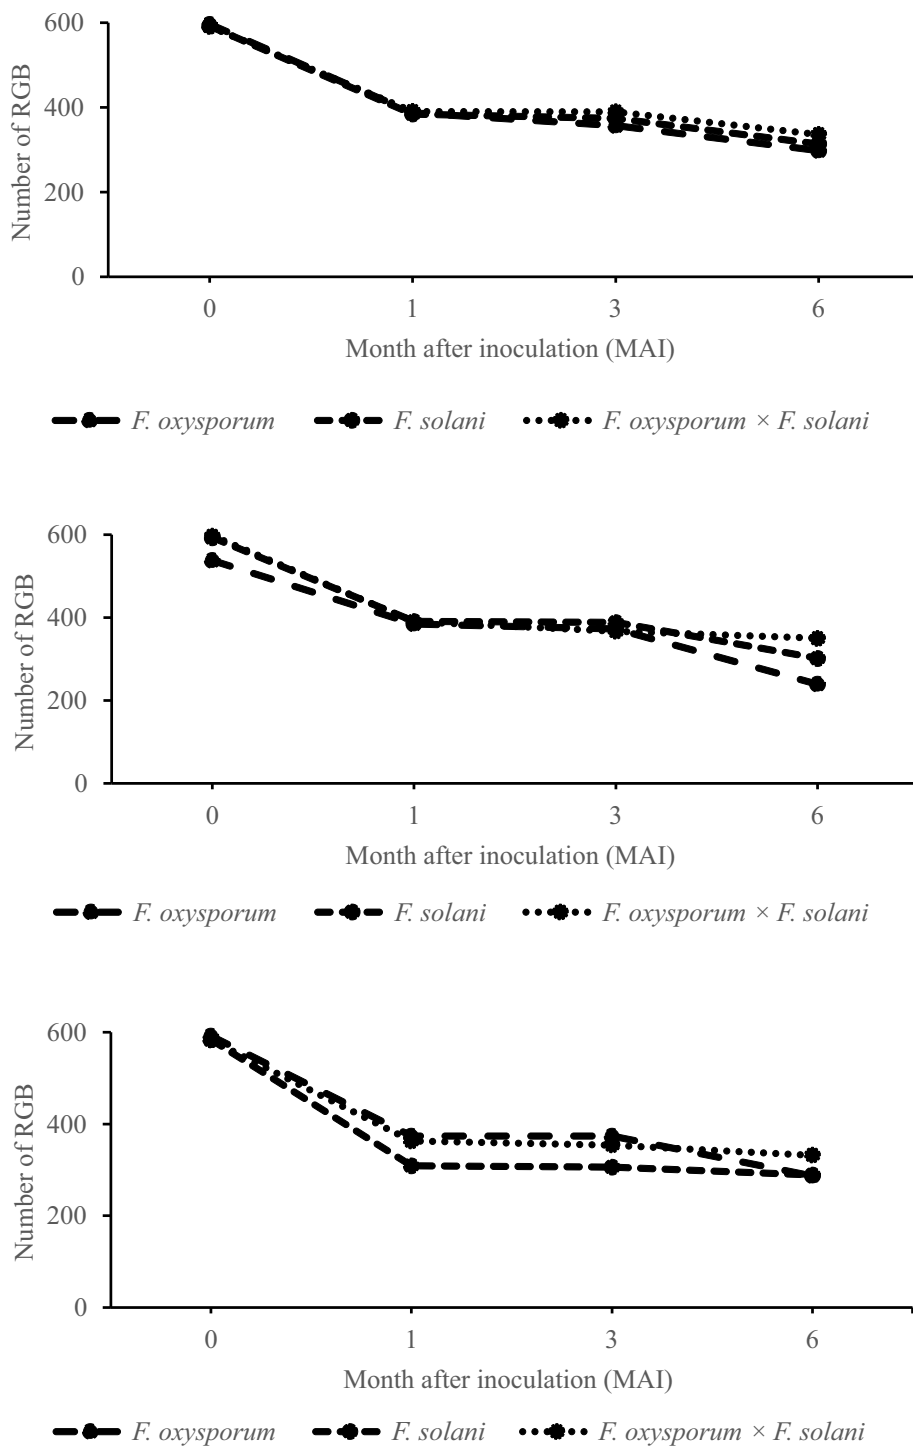 600
400
200
0
Number of RGB
0 1 3 6
Month after inoculation (MAI)
F. oxysporum F. solani F. oxysporum × F. solani
600
400
200
0
Number of RGB
0 1 3 6
Month after inoculation (MAI)
F. oxysporum F. solani F. oxysporum × F. solani
600
400
200
0
Number of RGB
0 1 3 6
Month after inoculation (MAI)
F. oxysporum F. solani F. oxysporum × F. solani